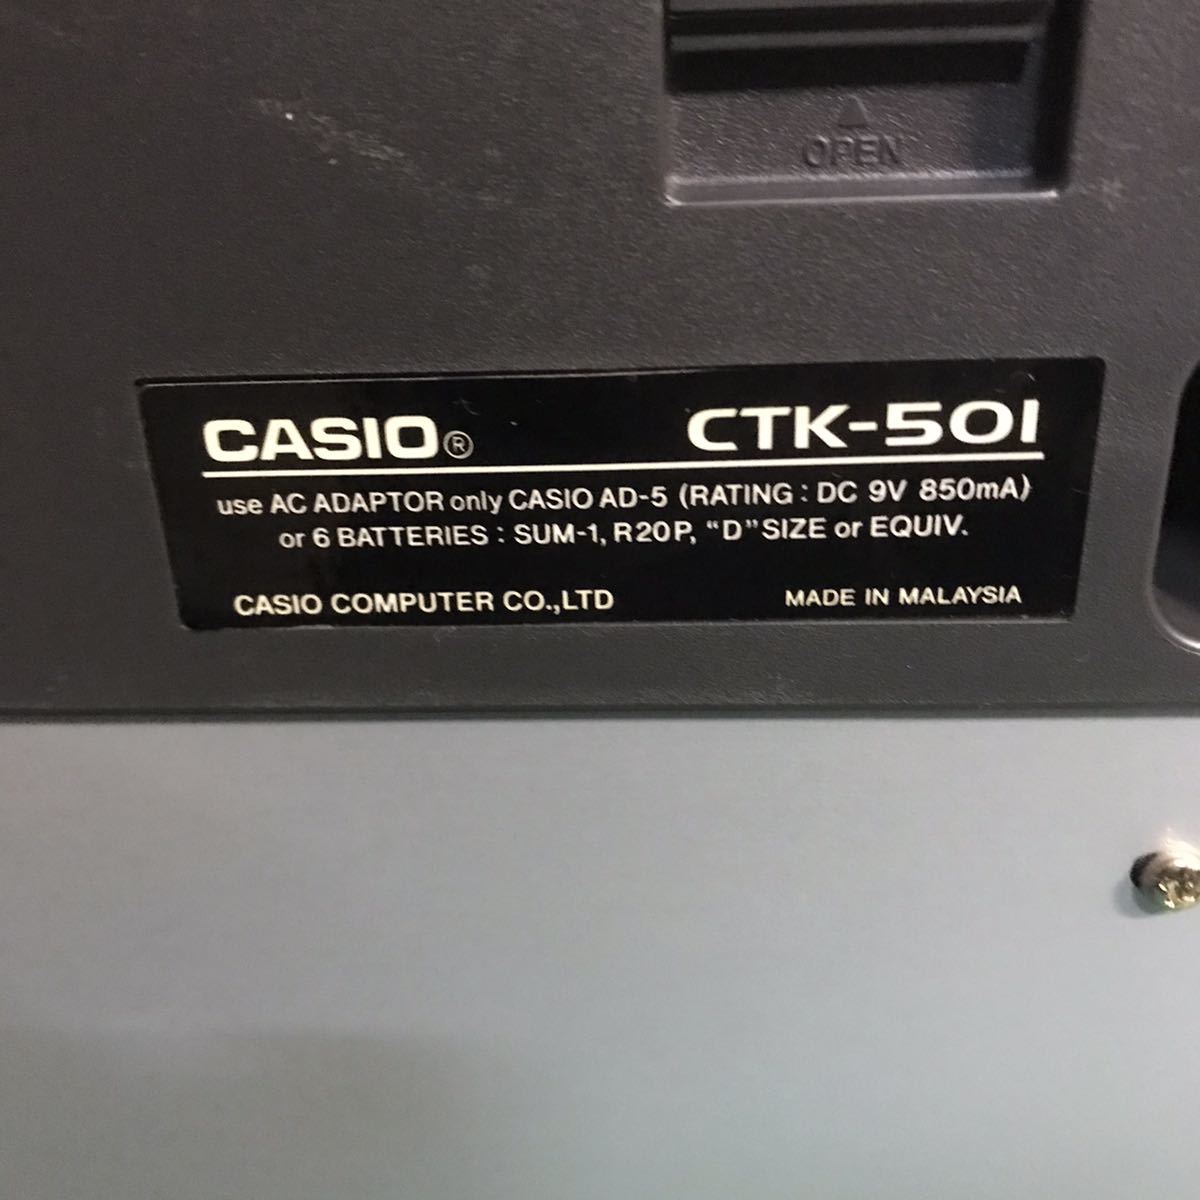 OPEN
CASIO® CTK-501
use AC ADAPTOR only CASIO AD-5 (RATING : DC 9V 850mA)
or 6 BATTERIES : SUM-1, R20P, "D" SIZE or EQUIV.
CASIO COMPUTER CO.,LTD MADE IN MALAYSIA